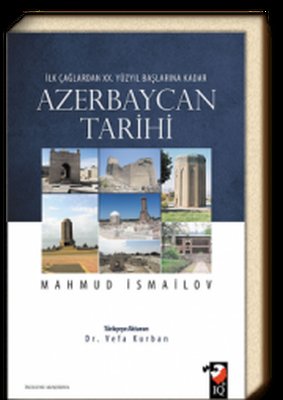 İLK ÇAĞLARDAN XX. YÜZYIL BAŞLARINA KADAR
AZERBAYCAN
TARİHİ
MAHMUD İSMAİLOV
Türkçeye Aktaran
Dr. Vefa Kurban
IQ